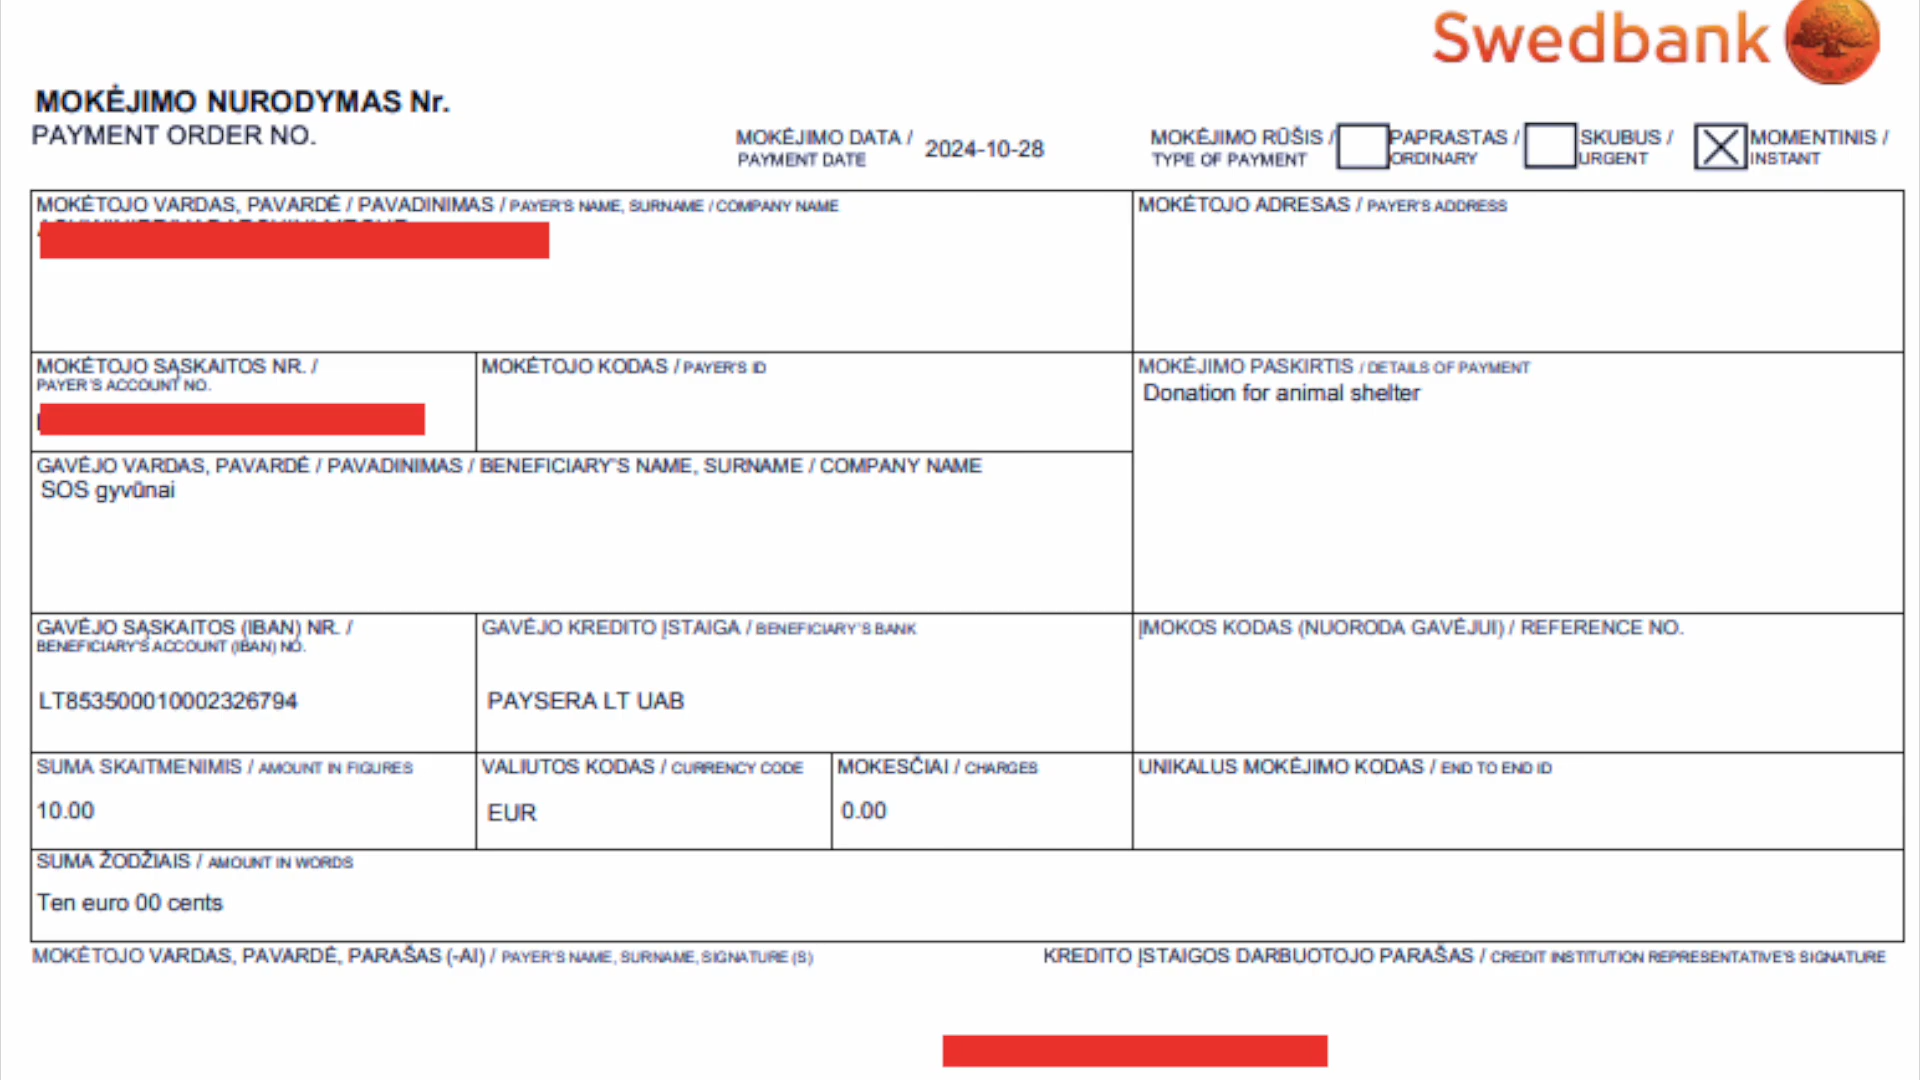 Swedbank
MOKĖJIMO NURODYMAS Nr.
PAYMENT ORDER NO.
MOKĖJIMO DATA /
PAYMENT DATE
2024-10-28
MOKĖJIMO RŪŠIS /
TYPE OF PAYMENT
PAPRASTAS /
ORDINARY
SKUBUS /
URGENT
MOMENTINIS /
INSTANT
MOKĖTOJO VARDAS, PAVARDĖ / PAVADINIMAS / PAYER'S NAME, SURNAME / COMPANY NAME
MOKĖTOJO ADRESAS / PAYER'S ADDRESS
MOKĖTOJO SĄSKAITOS NR. /
PAYER'S ACCOUNT NO.
MOKĖTOJO KODAS / PAYER'S ID
MOKĖJIMO PASKIRTIS / DETAILS OF PAYMENT
Donation for animal shelter
GAVĖJO VARDAS, PAVARDĖ / PAVADINIMAS / BENEFICIARY'S NAME, SURNAME / COMPANY NAME
SOS gyvūnai
GAVĖJO SĄSKAITOS (IBAN) NR. /
BENEFICIARY'S ACCOUNT (IBAN) NO.
LT853500010002326794
GAVĖJO KREDITO ĮSTAIGA / BENEFICIARY'S BANK
PAYSERA LT UAB
ĮMOKOS KODAS (NUORODA GAVĖJUI) / REFERENCE NO.
SUMA SKAITMENIMIS / AMOUNT IN FIGURES
10.00
VALIUTOS KODAS / CURRENCY CODE
EUR
MOKESČIAI / CHARGES
0.00
UNIKALUS MOKĖJIMO KODAS / END TO END ID
SUMA ŽODŽIAIS / AMOUNT IN WORDS
Ten euro 00 cents
MOKĖTOJO VARDAS, PAVARDĖ, PARAŠAS (-AI) / PAYER'S NAME, SURNAME, SIGNATURE (S)
KREDITO ĮSTAIGOS DARBUOTOJO PARAŠAS / CREDIT INSTITUTION REPRESENTATIVE'S SIGNATURE